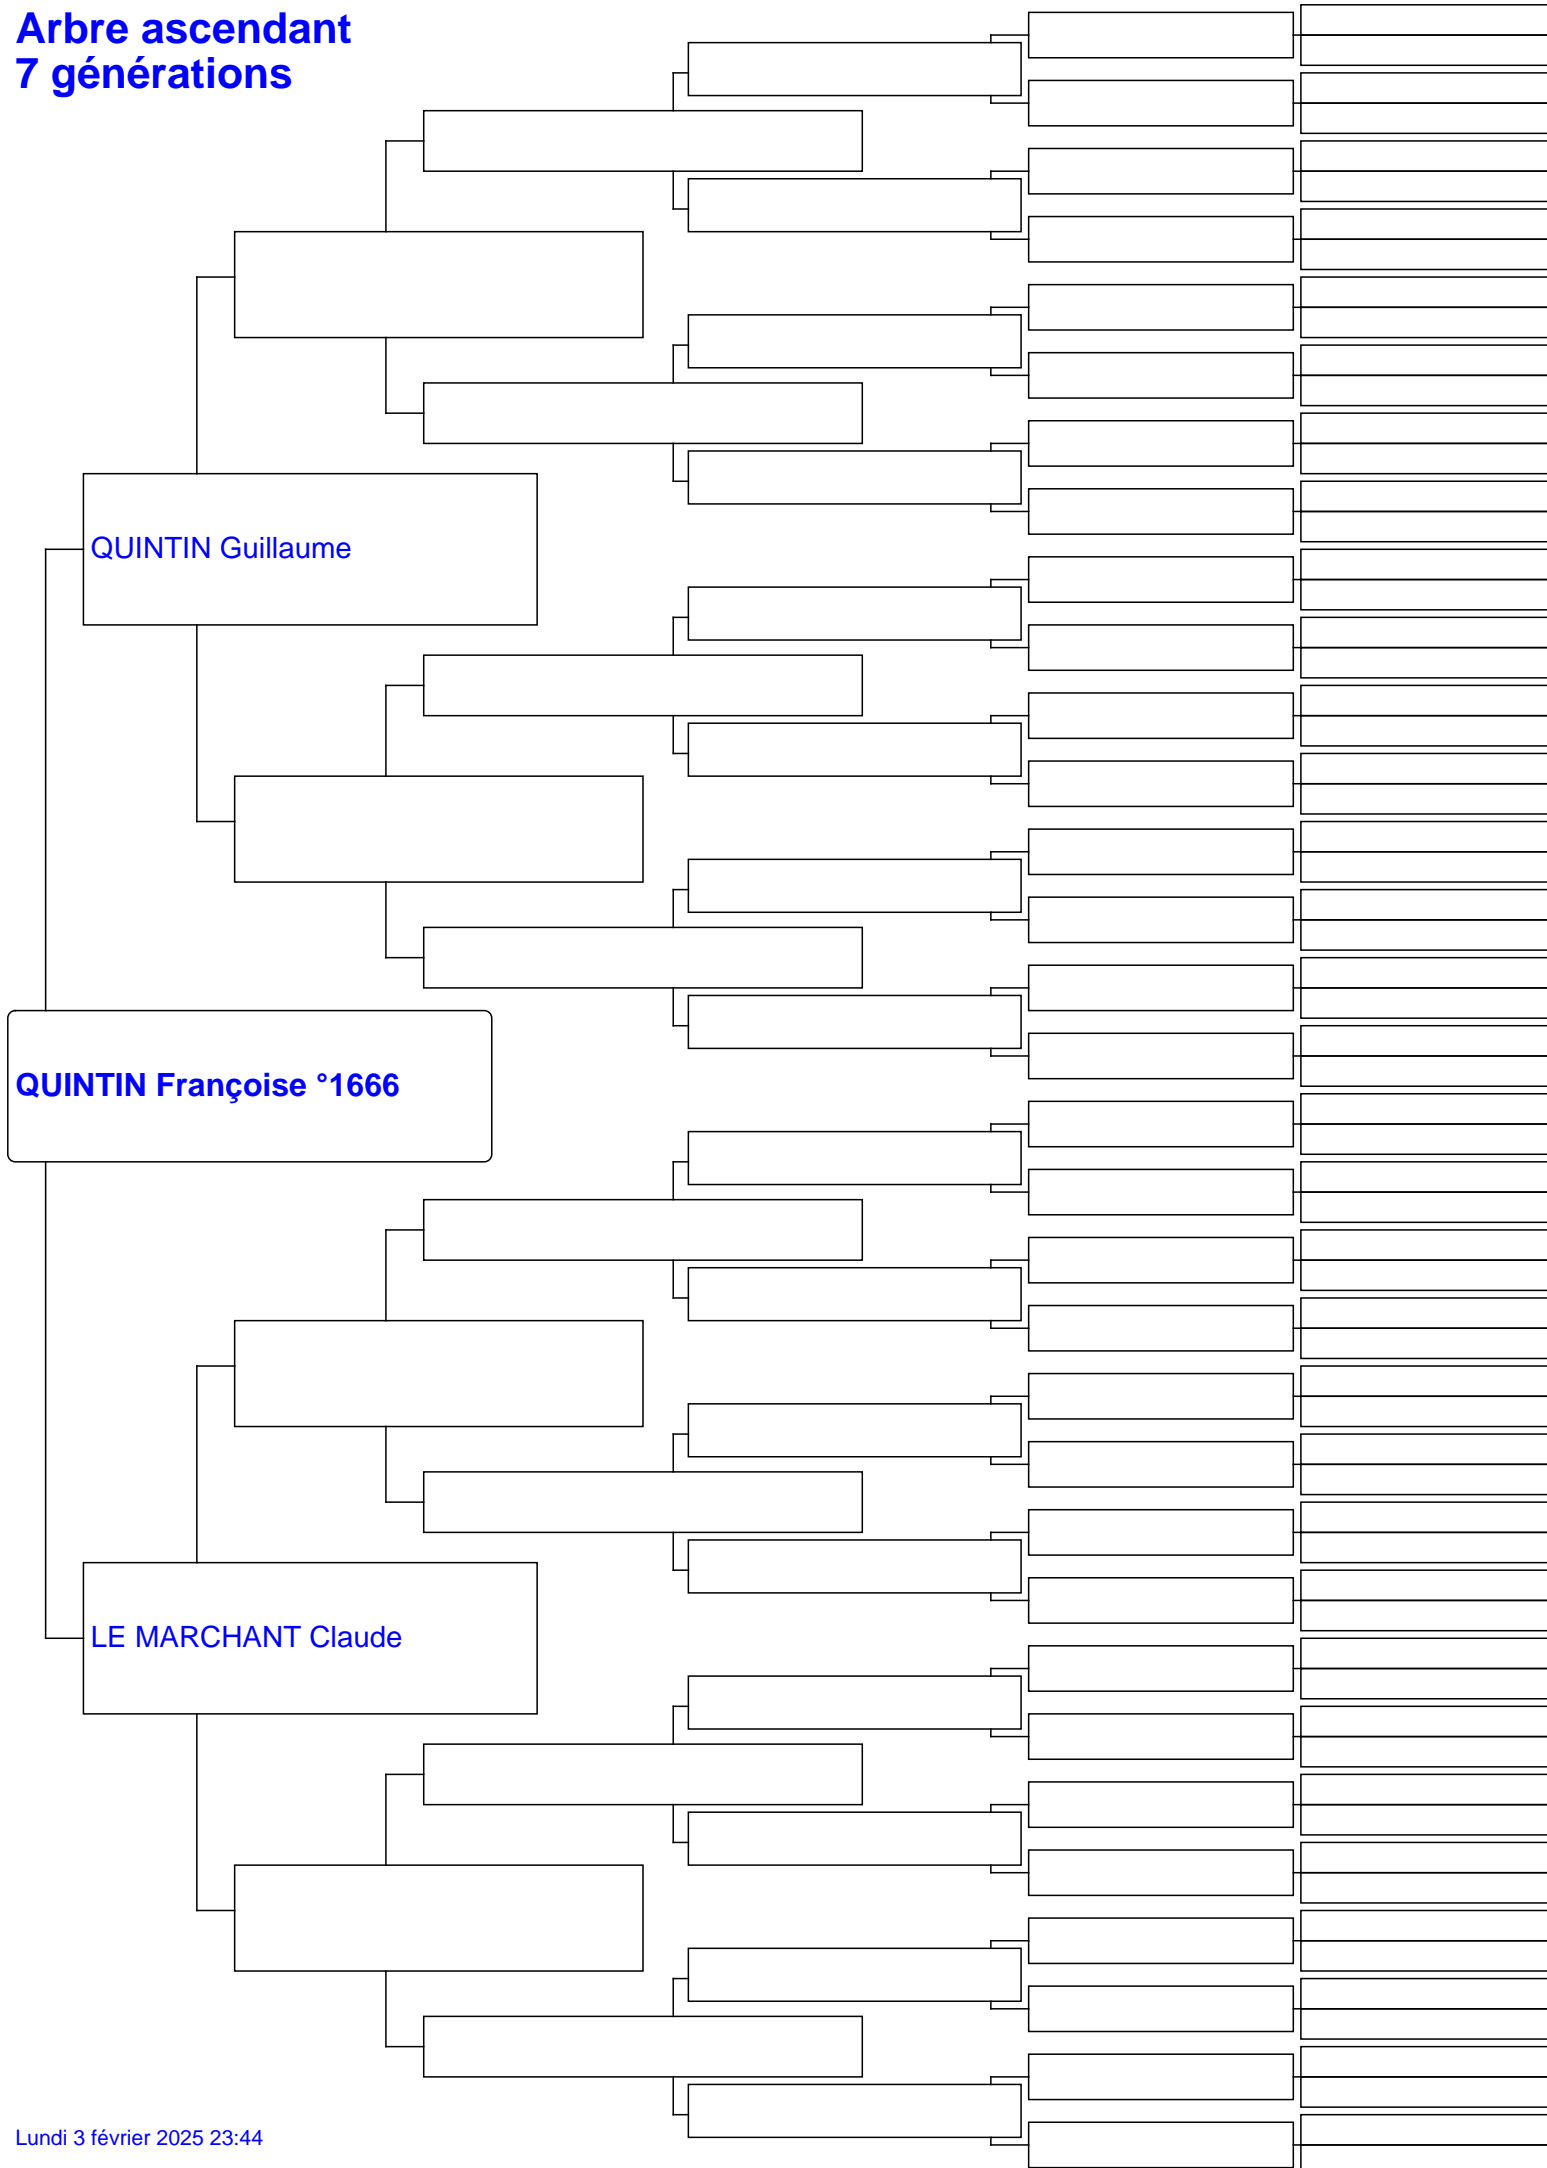 Arbre ascendant
7 générations
QUINTIN Guillaume
QUINTIN Françoise °1666
LE MARCHANT Claude
Lundi 3 février 2025 23:44